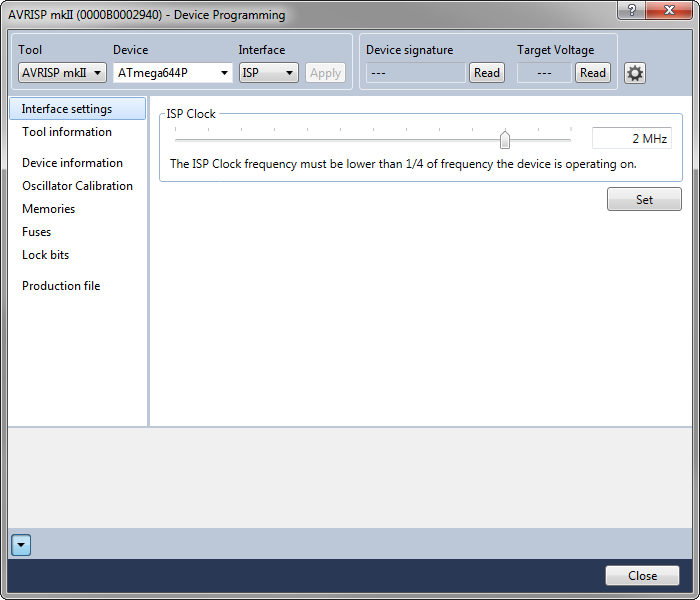 AVRISP mkII (0000B0002940) - Device Programming
?
Tool Device Interface Device signature Target Voltage
AVRISP mkII ATmega644P ISP Apply --- Read --- Read
Interface settings
Tool information
Device information
Oscillator Calibration
Memories
Fuses
Lock bits
Production file
ISP Clock
2 MHz
The ISP Clock frequency must be lower than 1/4 of frequency the device is operating on.
Set
Close